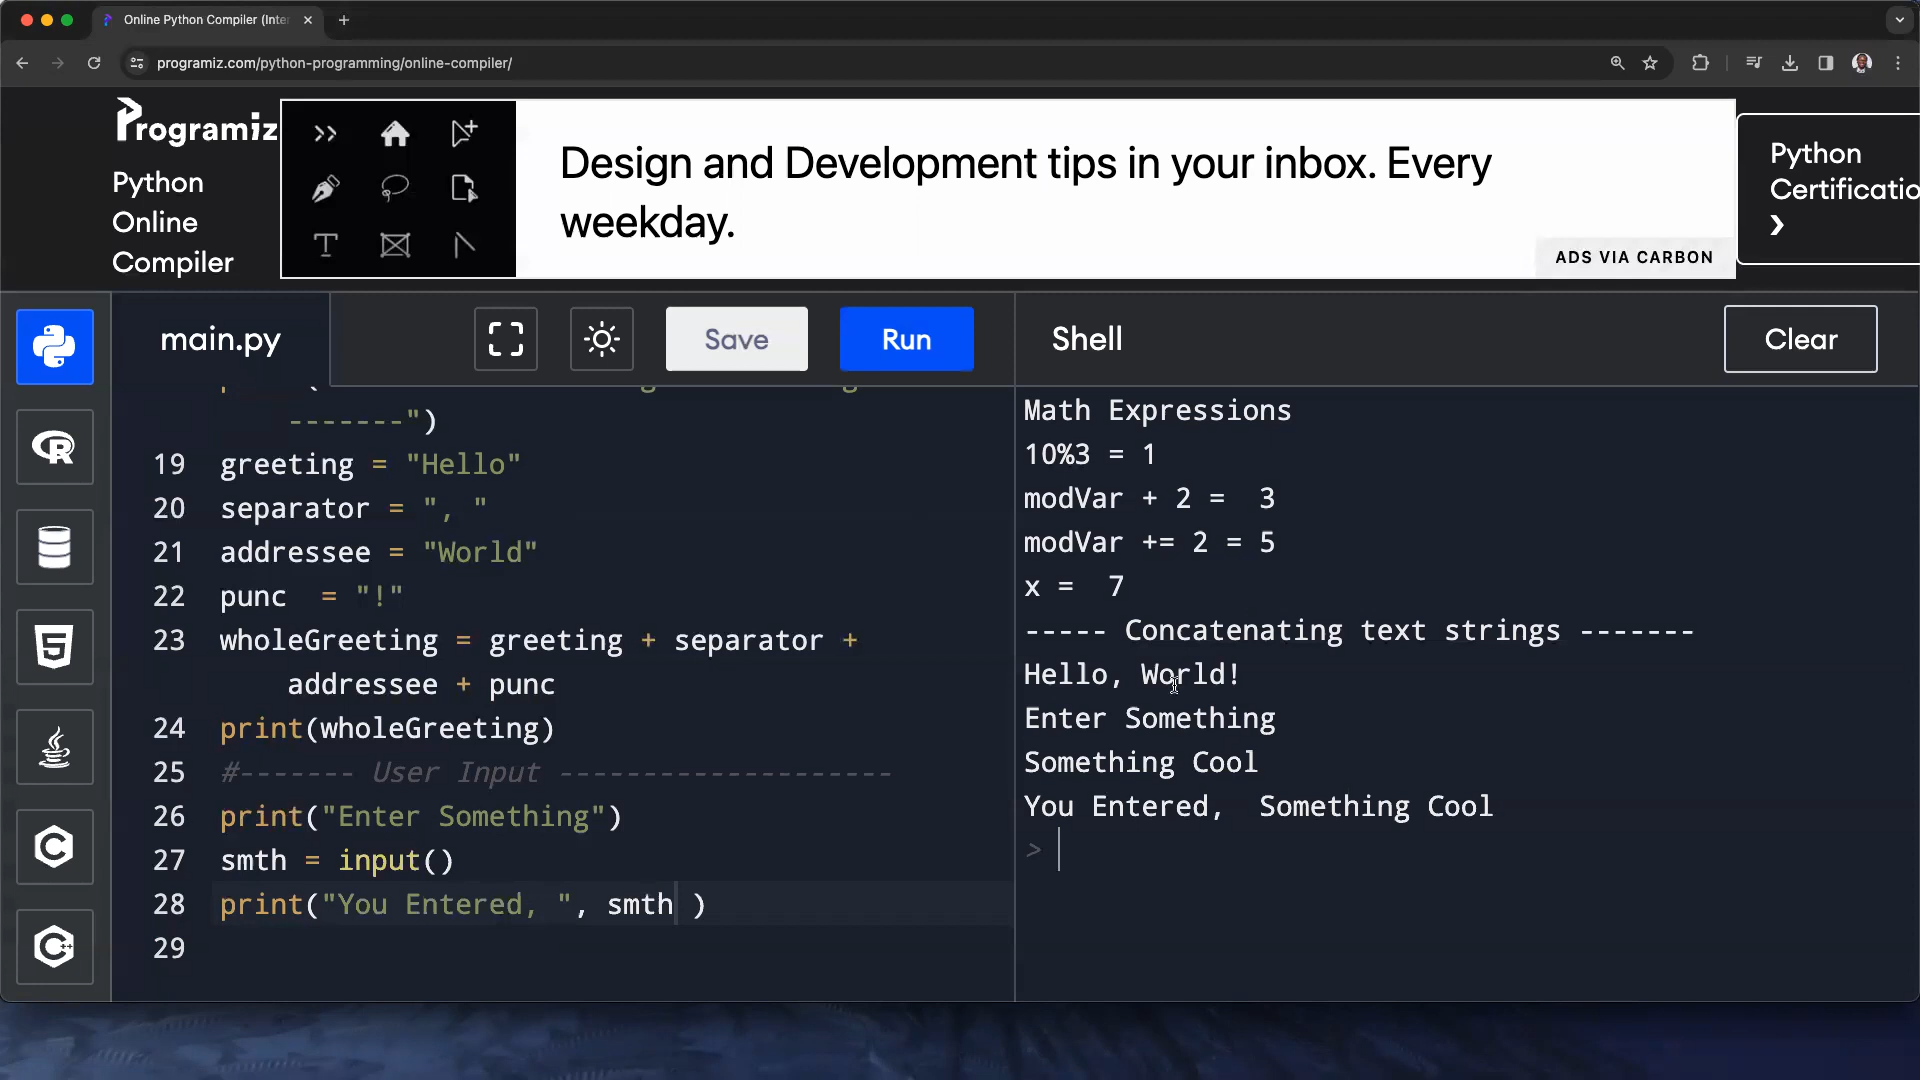 Online Python Compiler (Inte
programiz.com/python-programming/online-compiler/
Programiz
Python
Online
Compiler
Design and Development tips in your inbox. Every
weekday.
ADS VIA CARBON
Python
Certificatio
main.py
Save
Run
Shell
Clear
-------")
19 greeting = "Hello"
20 separator = ", "
21 addressee = "World"
22 punc  = "!"
23 wholeGreeting = greeting + separator +
addressee + punc
24 print(wholeGreeting)
25 #------- User Input --------------------
26 print("Enter Something")
27 smth = input()
28 print("You Entered, ", smth )
29
Math Expressions
10%3 = 1
modVar + 2 =  3
modVar += 2 = 5
x =  7
----- Concatenating text strings -------
Hello, World!
Enter Something
Something Cool
You Entered,  Something Cool
>